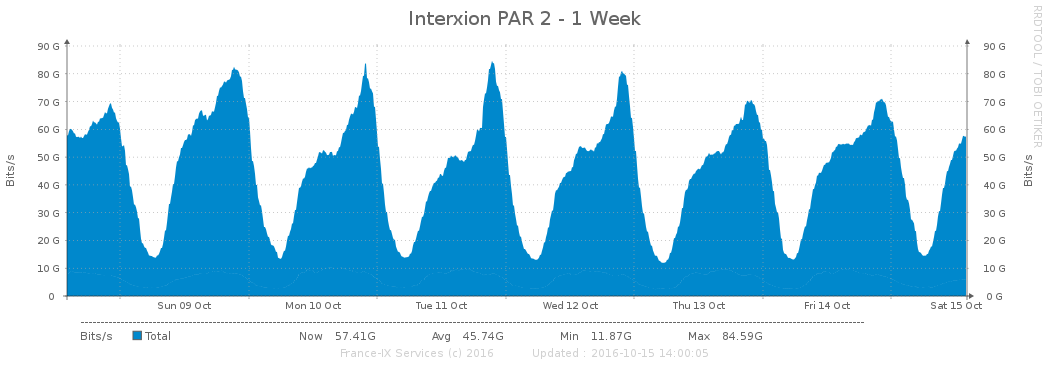 Interxion PAR 2 - 1 Week
RRDTOOL / TOBI OETIKER
90 G 90 G
80 G 80 G
70 G 70 G
60 G 60 G
50 G 50 G
40 G 40 G
30 G 30 G
20 G 20 G
10 G 10 G
0 0 G
Bits/s
Bits/s
Sun 09 Oct Mon 10 Oct Tue 11 Oct Wed 12 Oct Thu 13 Oct Fri 14 Oct Sat 15 Oct
Bits/s Total Now 57.41G Avg 45.74G Min 11.87G Max 84.59G
France-IX Services (c) 2016 Updated : 2016-10-15 14:00:05